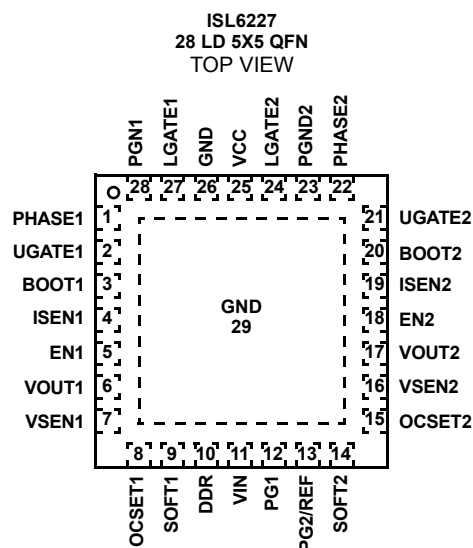 ISL6227
28 LD 5X5 QFN
TOP VIEW
PGN1
LGATE1
GND
VCC
LGATE2
PGND2
PHASE2
28 27 26 25 24 23 22
PHASE1 1
UGATE1 2
BOOT1 3
ISEN1 4
EN1 5
VOUT1 6
VSEN1 7
GND
29
21 UGATE2
20 BOOT2
19 ISEN2
18 EN2
17 VOUT2
16 VSEN2
15 OCSET2
8 9 10 11 12 13 14
OCSET1
SOFT1
DDR
VIN
PG1
PG2/REF
SOFT2